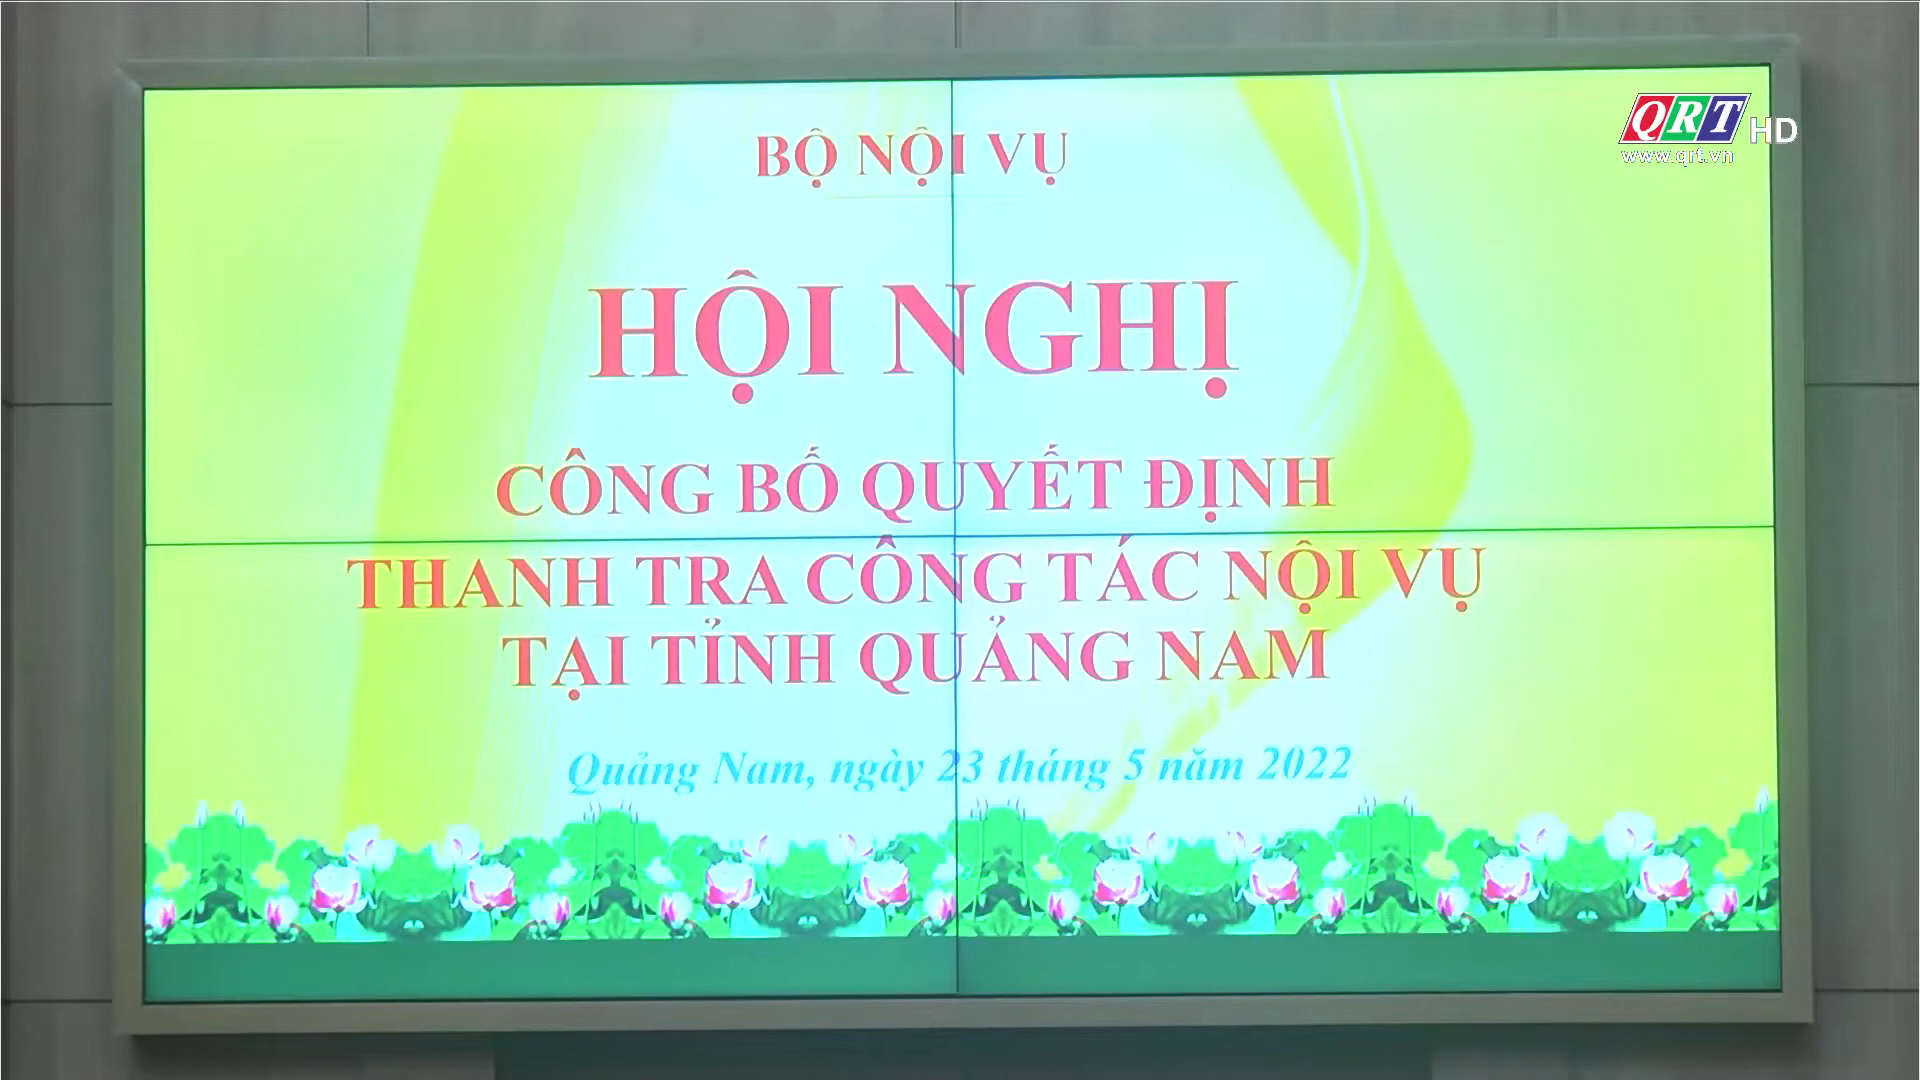 QRT HD
www.qrt.vn
BỘ NỘI VỤ
HỘI NGHỊ
CÔNG BỐ QUYẾT ĐỊNH
THANH TRA CÔNG TÁC NỘI VỤ
TẠI TỈNH QUẢNG NAM
Quảng Nam, ngày 23 tháng 5 năm 2022